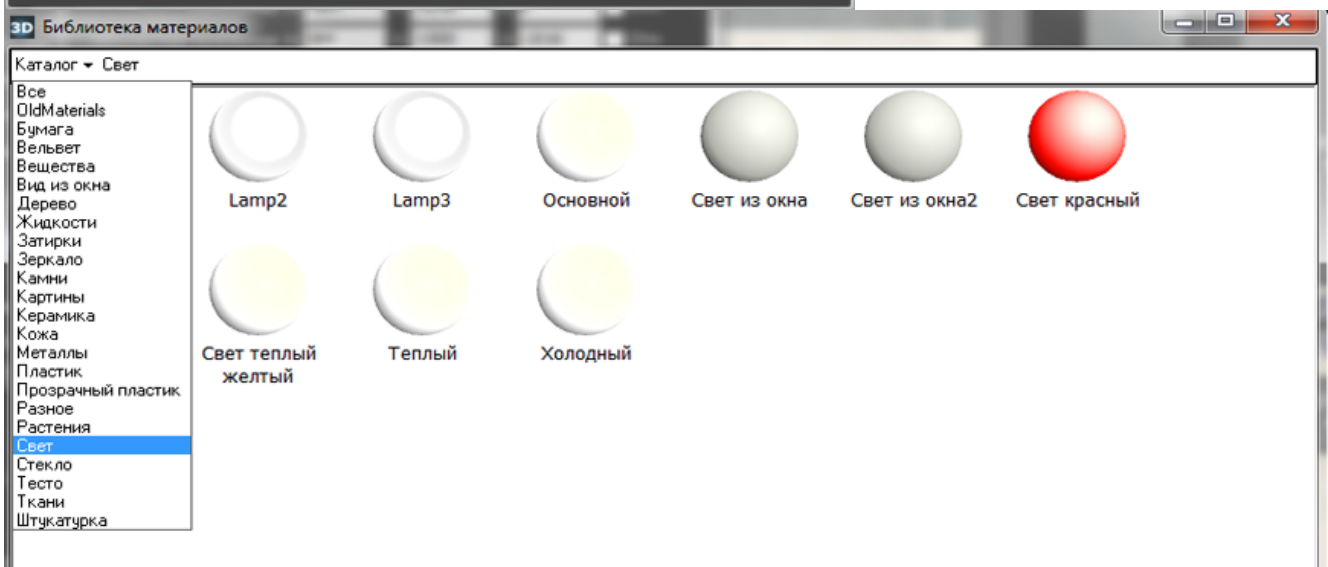 3D Библиотека материалов
Каталог Свет
Все
OldMaterials
Бумага
Вельвет
Вещества
Вид из окна
Дерево
Жидкости
Затирки
Зеркало
Камни
Картины
Керамика
Кожа
Металлы
Пластик
Прозрачный пластик
Разное
Растения
Свет
Стекло
Тесто
Ткани
Штукатурка
Lamp2 Lamp3 Основной Свет из окна Свет из окна2 Свет красный
Свет теплый Теплый Холодный
желтый